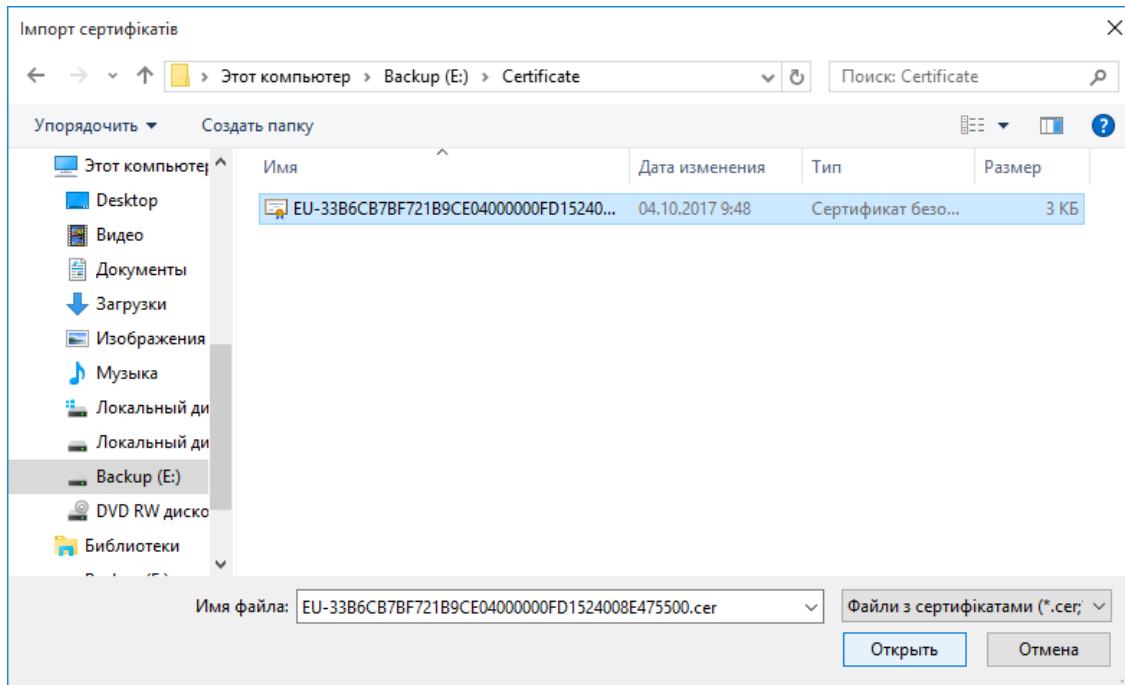 Імпорт сертифікатів
Этот компьютер > Backup (E:) > Certificate
Поиск: Certificate
Упорядочить
Создать папку
Этот компьютер
Desktop
Видео
Документы
Загрузки
Изображения
Музыка
Локальный ди
Локальный ди
Backup (E:)
DVD RW диско
Библиотеки
Имя
Дата изменения
Тип
Размер
EU-33B6CB7BF721B9CE04000000FD15240...
04.10.2017 9:48
Сертификат безо...
3 КБ
Имя файла:
EU-33B6CB7BF721B9CE04000000FD1524008E475500.cer
Файли з сертифікатами (*.cer;
Открыть
Отмена